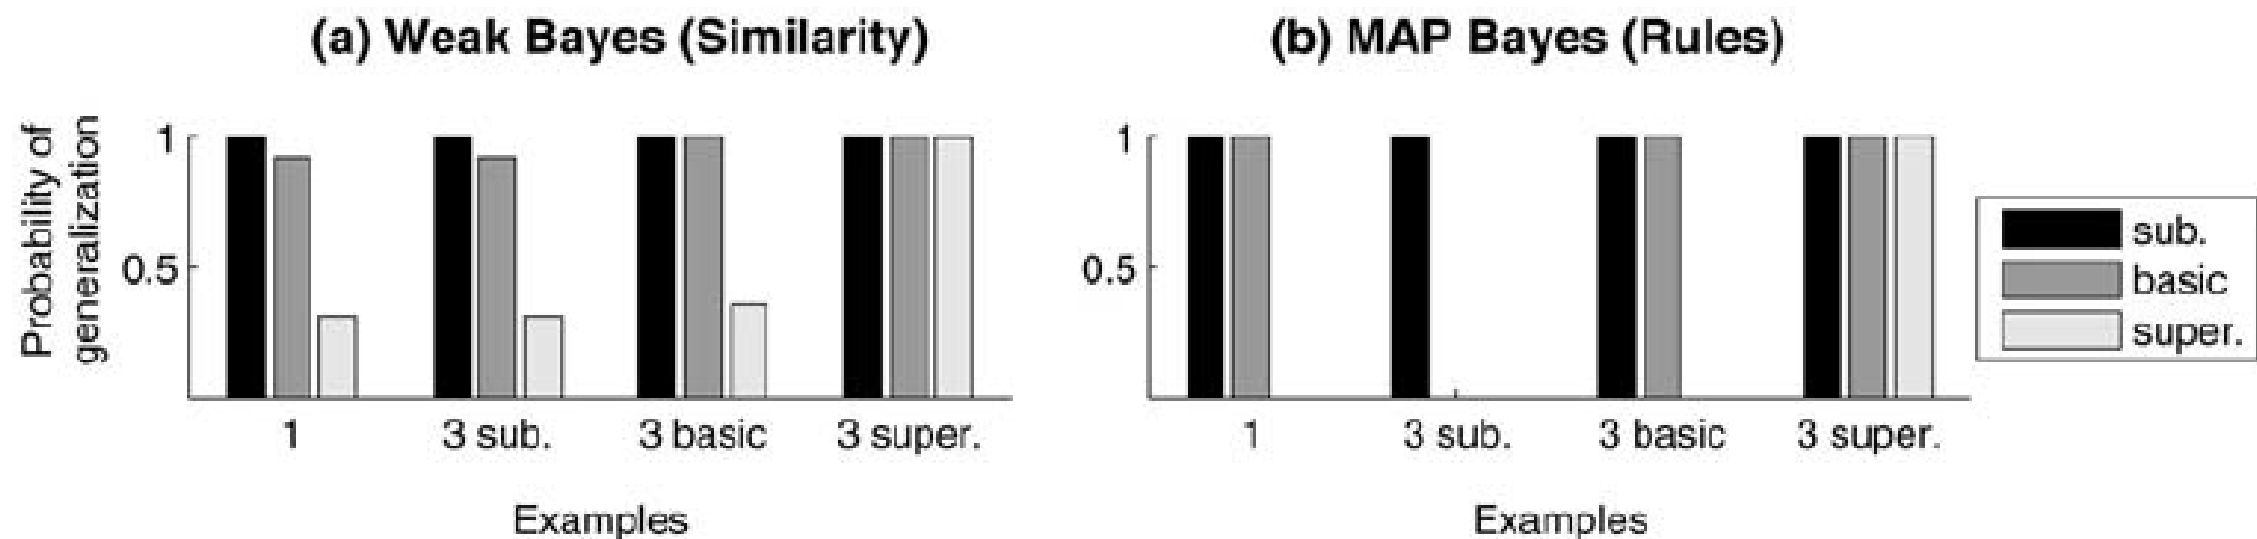 (a) Weak Bayes (Similarity)
Probability of
generalization
1
0.5
1 3 sub. 3 basic 3 super.
Examples
(b) MAP Bayes (Rules)
1
0.5
1 3 sub. 3 basic 3 super.
Examples
sub.
basic
super.